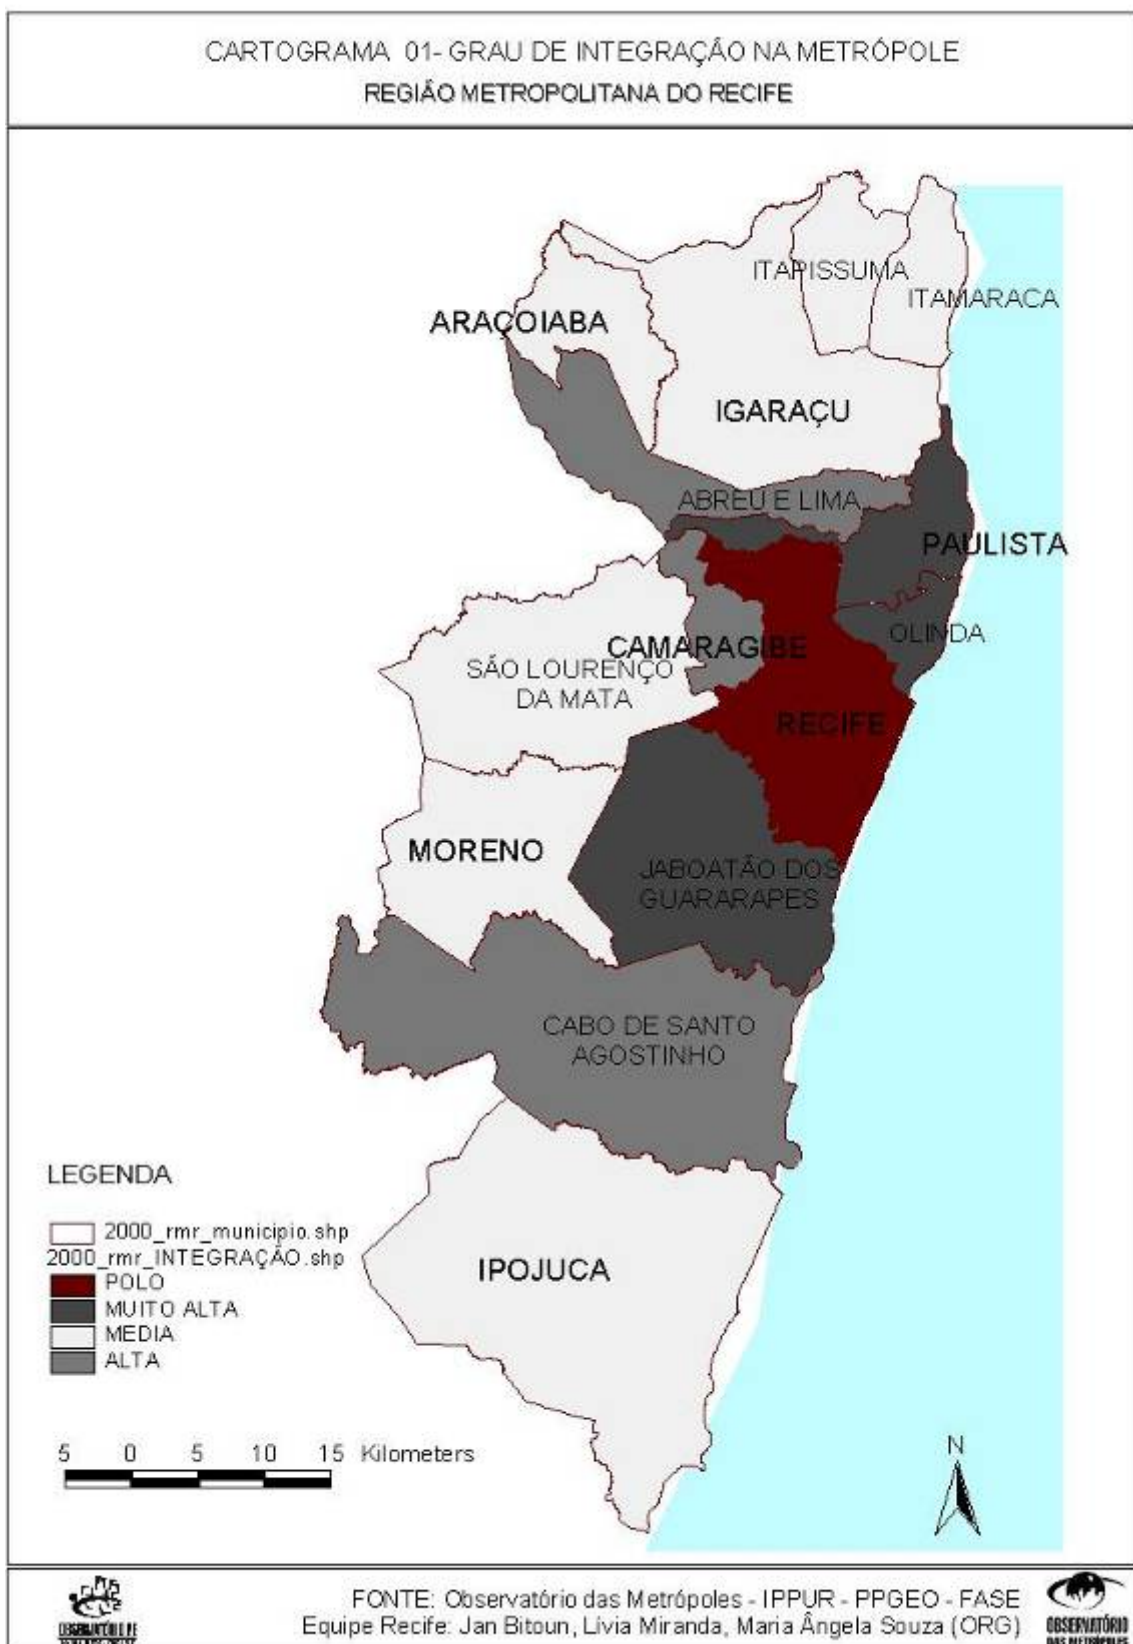 CARTOGRAMA 01- GRAU DE INTEGRAÇÃO NA METRÓPOLE
REGIÃO METROPOLITANA DO RECIFE
ITAPISSUMA
ITAMARACA
ARAÇOIABA
IGARAÇU
ABREU E LIMA
PAULISTA
OLINDA
CAMARAGIBE
SÃO LOURENÇO
DA MATA
RECIFE
MORENO
JABOATÃO DOS
GUARARAPES
CABO DE SANTO
AGOSTINHO
IPOJUCA
LEGENDA
2000_rmr_municipio.shp
2000_rmr_INTEGRAÇÃO.shp
POLO
MUITO ALTA
MEDIA
ALTA
5 0 5 10 15 Kilometers
N
FONTE: Observatório das Metrópoles - IPPUR - PPGEO - FASE
Equipe Recife: Jan Bitoun, Lívia Miranda, Maria Ângela Souza (ORG)
OBSERVATÓRIO
DAS METRÓPOLES